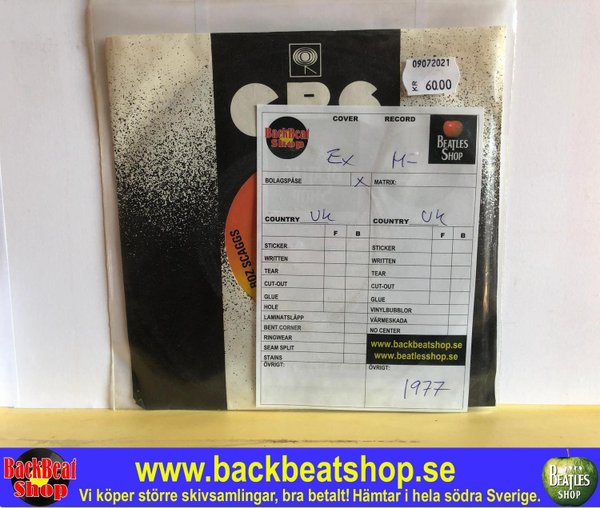 09072021
KR 60.00
CBS
BOZ SCAGGS
COVER RECORD
BackBeat Shop
BEATLES SHOP
Ex M-
BOLAGSPÅSE X MATRIX:
COUNTRY UK COUNTRY UK
F B F B
STICKER STICKER
WRITTEN WRITTEN
TEAR TEAR
CUT-OUT CUT-OUT
GLUE GLUE
HOLE VINYLBUBBLOR
LAMINATSLÄPP VÄRMESKADA
BENT CORNER NO CENTER
RINGWEAR
SEAM SPLIT
STAINS
www.backbeatshop.se
www.beatlesshop.se
ÖVRIGT: ÖVRIGT:
1977
BackBeat Shop
www.backbeatshop.se
Vi köper större skivsamlingar, bra betalt! Hämtar i hela södra Sverige.
BEATLES SHOP